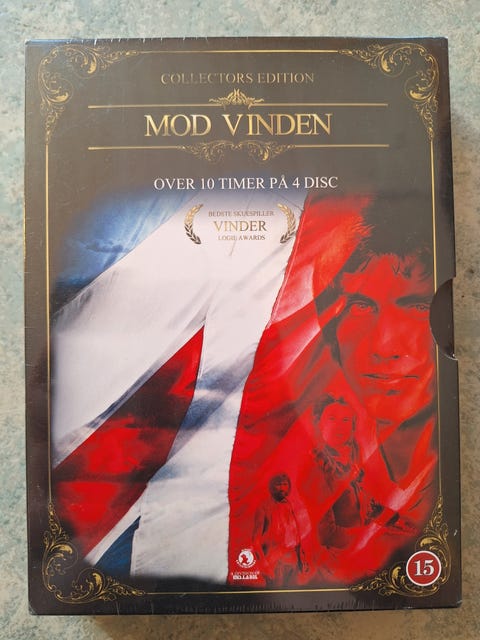 COLLECTORS EDITION
MOD VINDEN
OVER 10 TIMER PÅ 4 DISC
BEDSTE SKUESPILLER
VINDER
LOGIE AWARDS
15